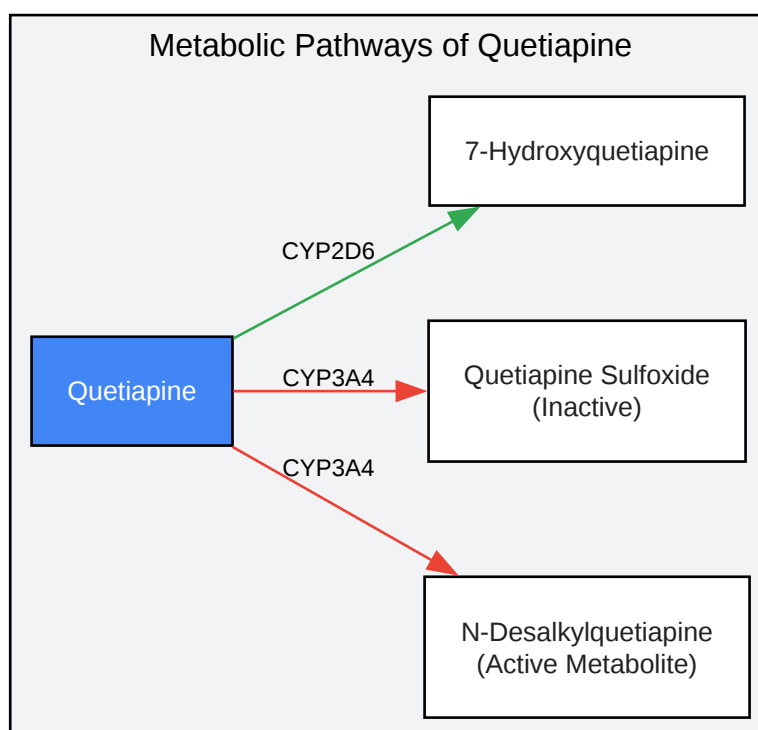 Metabolic Pathways of Quetiapine
7-Hydroxyquetiapine
CYP2D6
Quetiapine
CYP3A4
Quetiapine Sulfoxide
(Inactive)
CYP3A4
N-Desalkylquetiapine
(Active Metabolite)